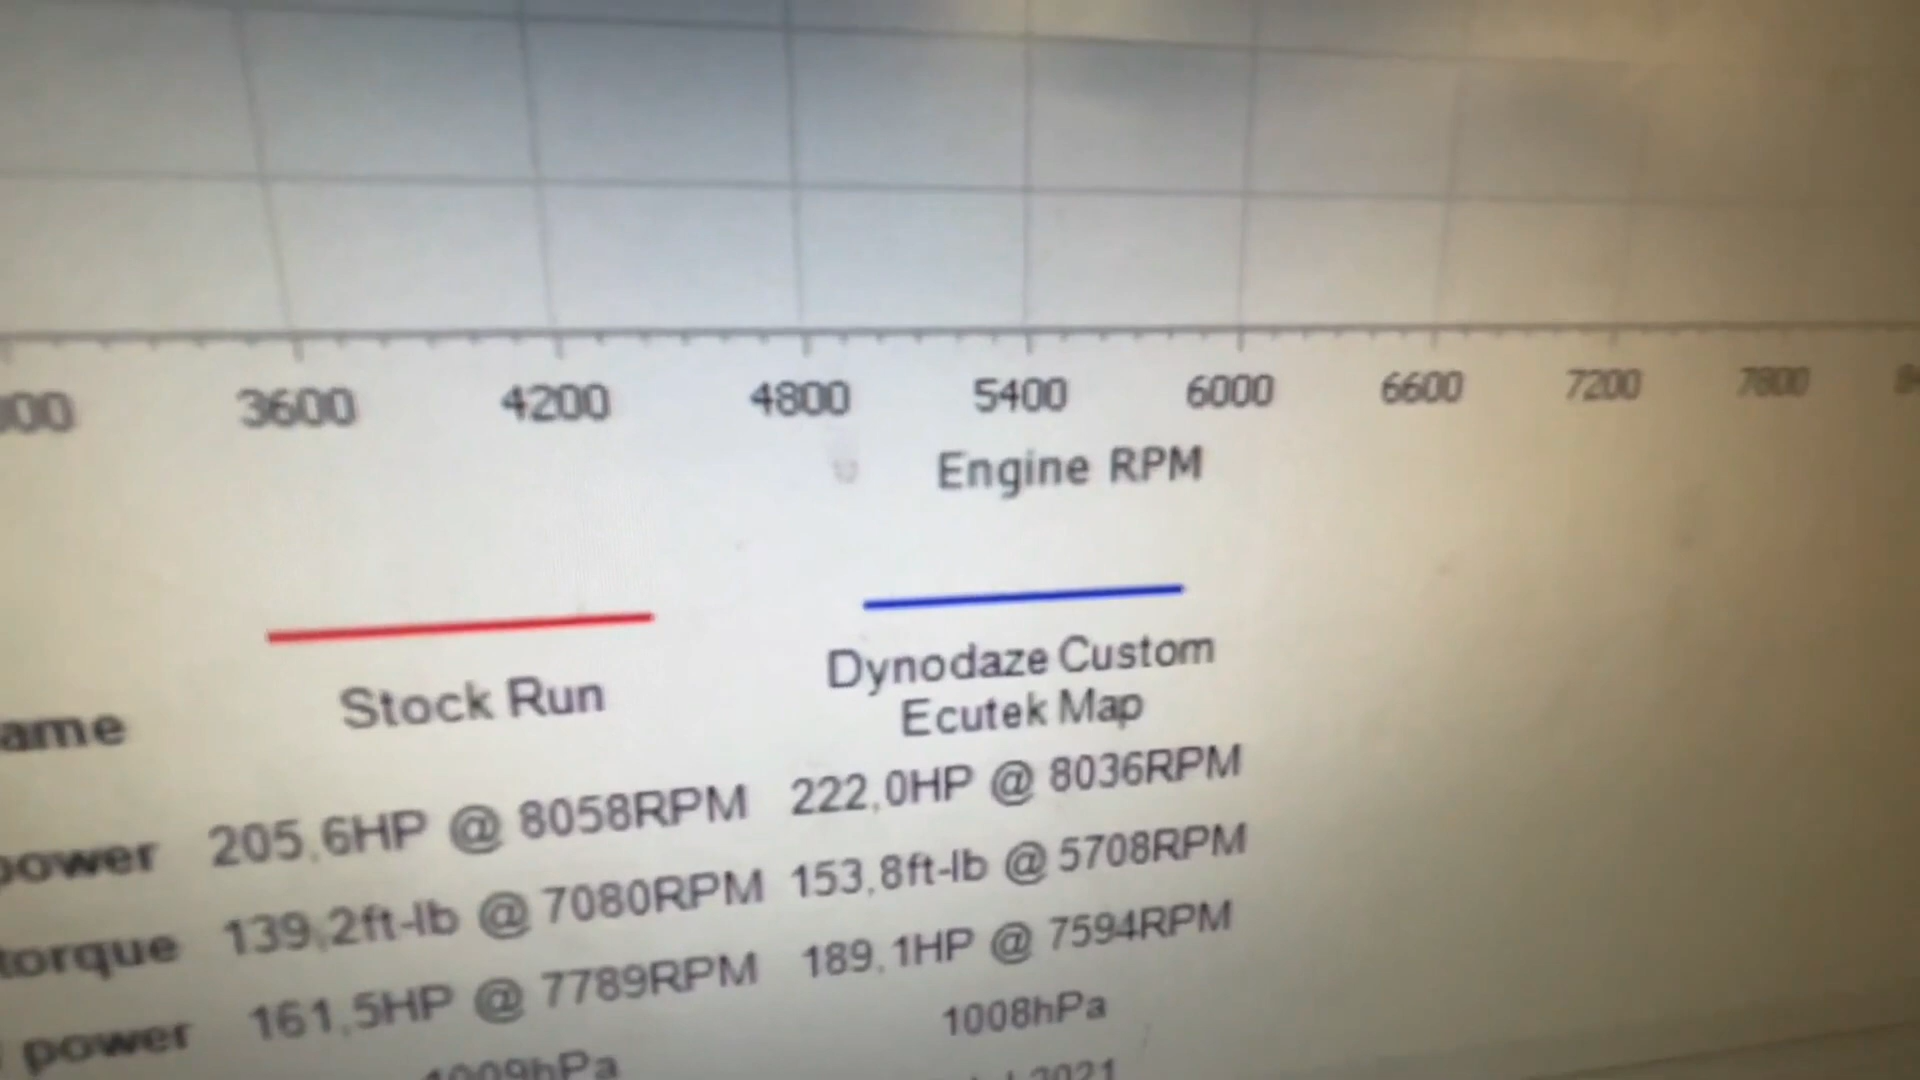 3600 4200 4800 5400 6000 6600 7200 7800
Engine RPM
Stock Run
Dynodaze Custom
Ecutek Map
205.6HP @ 8058RPM 222.0HP @ 8036RPM
power
torque 139.2ft-lb @ 7080RPM 153.8ft-lb @ 5708RPM
power 161.5HP @ 7789RPM 189.1HP @ 7594RPM
1009hPa 1008hPa
2021